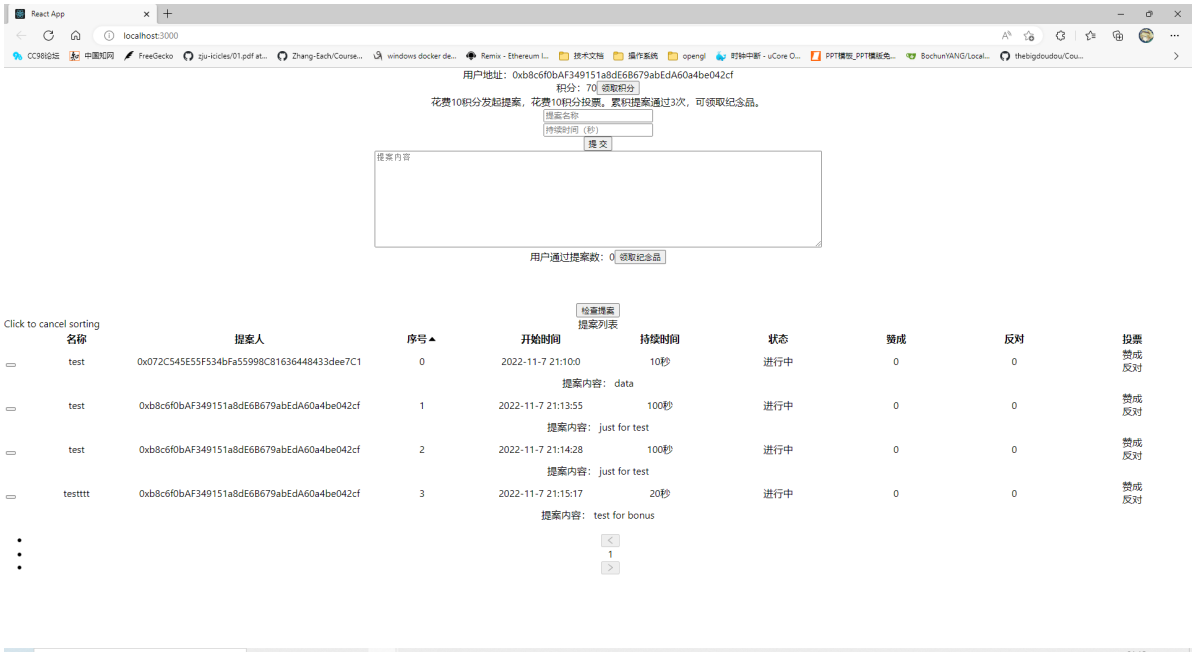 React App
localhost:3000
CC98论坛 中国知网 FreeGecko zju-icicles/01.pdf at... Zhang-Each/Course... windows docker de... Remix - Ethereum I... 技术文档 操作系统 opengl 时钟中断 - uCore O... PPT模板_PPT模版免... BochunYANG/Local... thebigdoudou/Cou...
用户地址：0xb8c6f0bAF349151a8dE6B679abEdA60a4be042cf
积分：70 领取积分
花费10积分发起提案，花费10积分投票。累积提案通过3次，可领取纪念品。
提案名称
持续时间（秒）
提 交
提案内容
用户通过提案数：0 领取纪念品
检查提案
Click to cancel sorting
提案列表
名称 提案人 序号 开始时间 持续时间 状态 赞成 反对 投票
test 0x072C545E55F534bFa55998C81636448433dee7C1 0 2022-11-7 21:10:0 10秒 进行中 0 0 赞成
反对
提案内容： data
test 0xb8c6f0bAF349151a8dE6B679abEdA60a4be042cf 1 2022-11-7 21:13:55 100秒 进行中 0 0 赞成
反对
提案内容： just for test
test 0xb8c6f0bAF349151a8dE6B679abEdA60a4be042cf 2 2022-11-7 21:14:28 100秒 进行中 0 0 赞成
反对
提案内容： just for test
testttt 0xb8c6f0bAF349151a8dE6B679abEdA60a4be042cf 3 2022-11-7 21:15:17 20秒 进行中 0 0 赞成
反对
提案内容： test for bonus
<
1
>